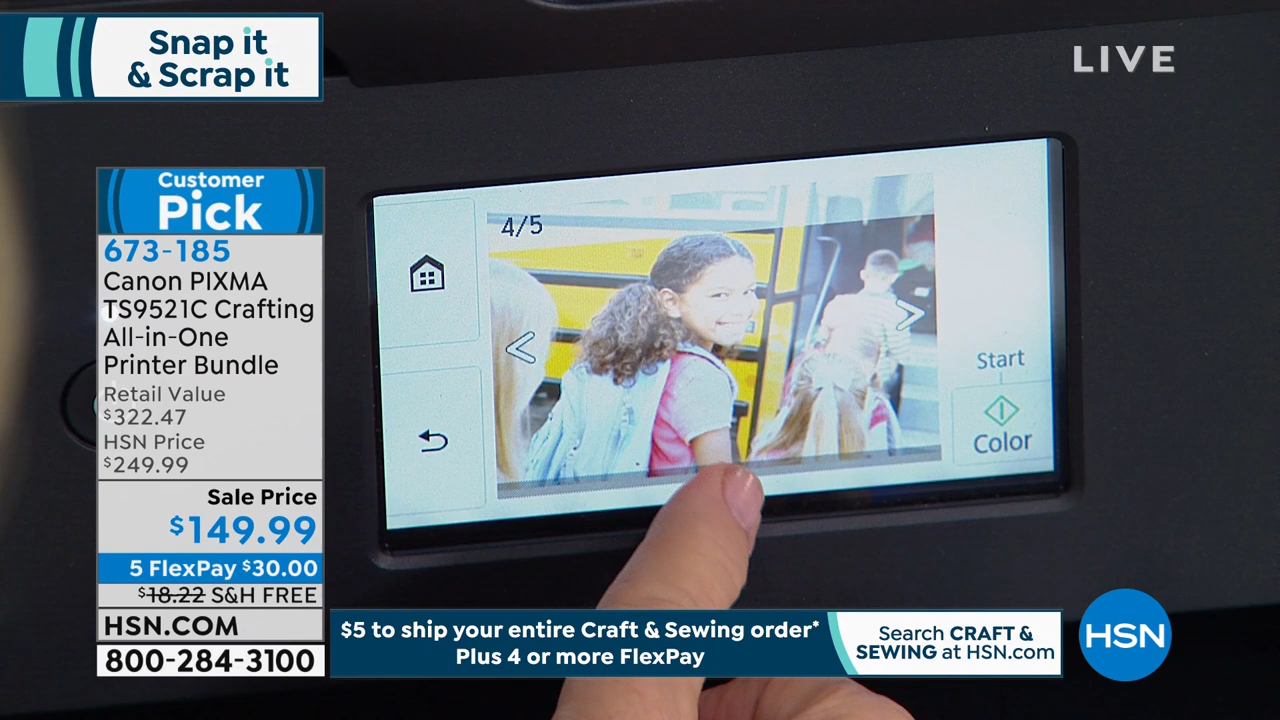 Snap it
& Scrap it
LIVE
Customer
Pick
673-185
Canon PIXMA
TS9521C Crafting
All-in-One
Printer Bundle
Retail Value
$322.47
HSN Price
$249.99
Sale Price
$149.99
5 FlexPay $30.00
$18.22 S&H FREE
HSN.COM
800-284-3100
4/5
Start
Color
$5 to ship your entire Craft & Sewing order*
Plus 4 or more FlexPay
Search CRAFT &
SEWING at HSN.com
HSN